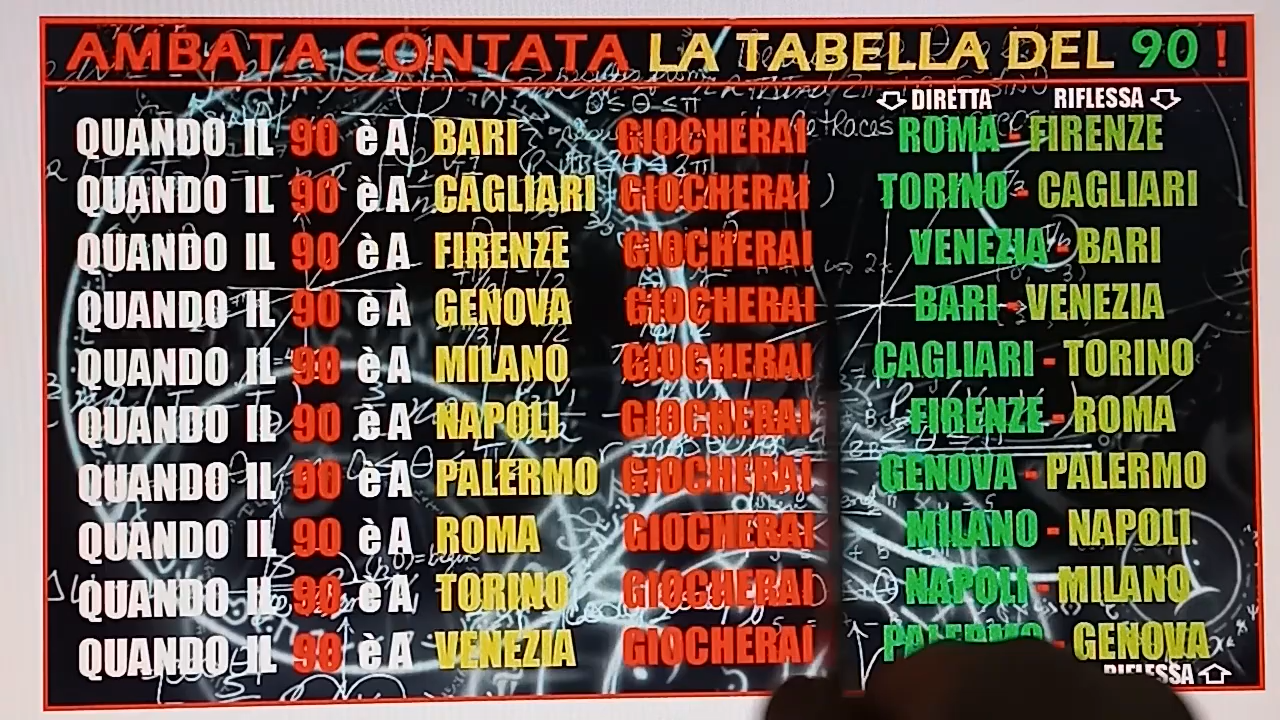 AMBATA CONTATA LA TABELLA DEL 90 !
DIRETTA RIFLESSA
QUANDO IL 90 è A BARI GIOCHERAI ROMA - FIRENZE
QUANDO IL 90 è A CAGLIARI GIOCHERAI TORINO - CAGLIARI
QUANDO IL 90 è A FIRENZE GIOCHERAI VENEZIA - BARI
QUANDO IL 90 è A GENOVA GIOCHERAI BARI - VENEZIA
QUANDO IL 90 è A MILANO GIOCHERAI CAGLIARI - TORINO
QUANDO IL 90 è A NAPOLI GIOCHERAI FIRENZE - ROMA
QUANDO IL 90 è A PALERMO GIOCHERAI GENOVA - PALERMO
QUANDO IL 90 è A ROMA GIOCHERAI MILANO - NAPOLI
QUANDO IL 90 è A TORINO GIOCHERAI NAPOLI - MILANO
QUANDO IL 90 è A VENEZIA GIOCHERAI PALERMO - GENOVA
RIFLESSA